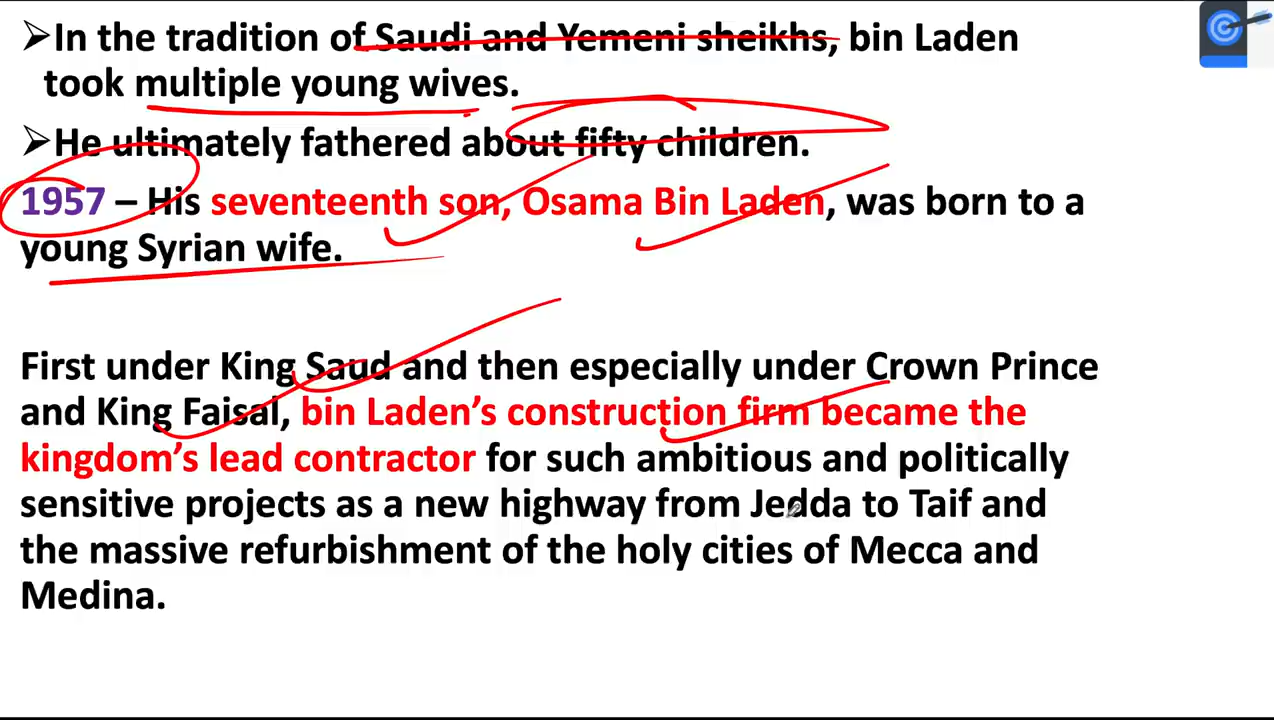 ➢In the tradition of Saudi and Yemeni sheikhs, bin Laden
took multiple young wives.
➢He ultimately fathered about fifty children.
1957 – His seventeenth son, Osama Bin Laden, was born to a
young Syrian wife.
First under King Saud and then especially under Crown Prince
and King Faisal, bin Laden’s construction firm became the
kingdom’s lead contractor for such ambitious and politically
sensitive projects as a new highway from Jedda to Taif and
the massive refurbishment of the holy cities of Mecca and
Medina.